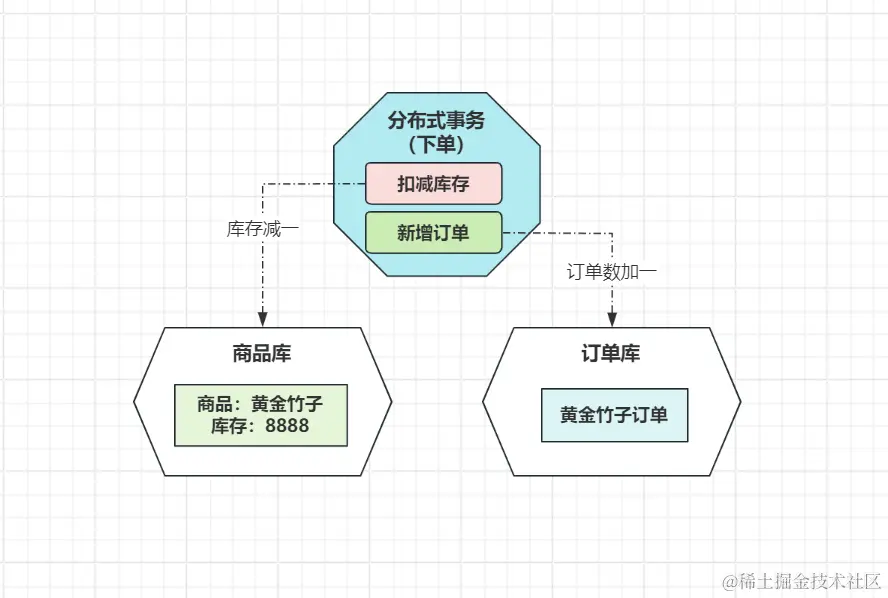 分布式事务
（下单）
扣减库存
新增订单
库存减一
订单数加一
商品库
商品：黄金竹子
库存：8888
订单库
黄金竹子订单
@稀土掘金技术社区